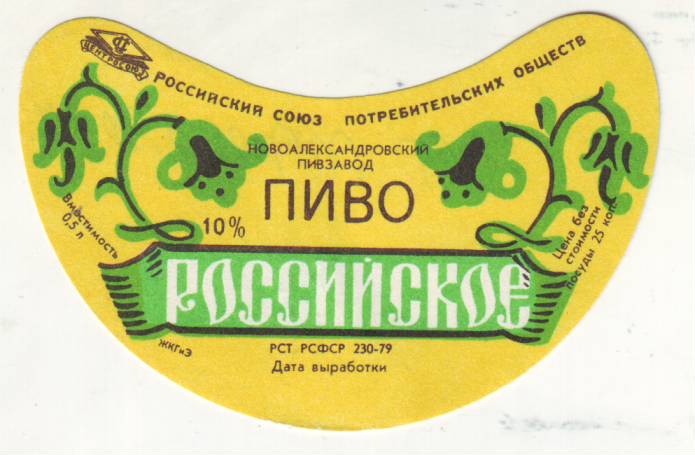 ЦЕНТРОСОЮЗ
РОССИЙСКИЙ СОЮЗ ПОТРЕБИТЕЛЬСКИХ ОБЩЕСТВ
НОВОАЛЕКСАНДРОВСКИЙ
ПИВЗАВОД
ПИВО
10%
Вместимость
0,5 л
Цена без
стоимости
посуды 25 коп.
РОССИЙСКОЕ
ЖКГиЭ
РСТ РСФСР 230-79
Дата выработки